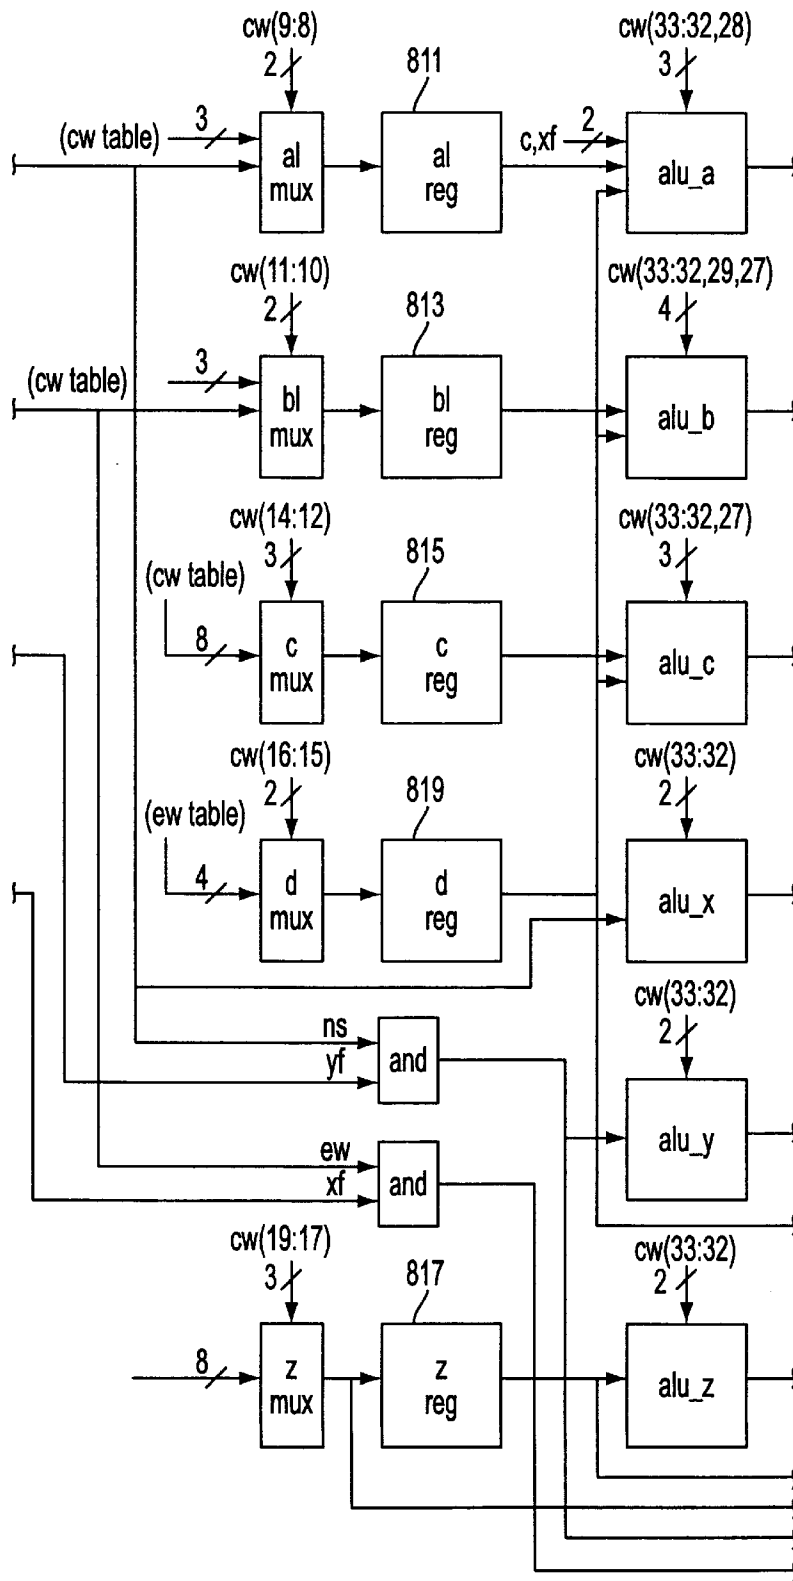 cw(9:8)
2
811
cw(33:32,28)
3
(cw table)
3
al
mux
al
reg
c,xf
2
alu_a
cw(11:10)
2
813
cw(33:32,29,27)
4
(cw table)
3
bl
mux
bl
reg
alu_b
cw(14:12)
3
815
cw(33:32,27)
3
(cw table)
8
c
mux
c
reg
alu_c
cw(16:15)
2
819
cw(33:32)
2
(ew table)
4
d
mux
d
reg
alu_x
cw(33:32)
2
ns
yf
and
alu_y
ew
xf
and
cw(19:17)
3
817
cw(33:32)
2
8
z
mux
z
reg
alu_z